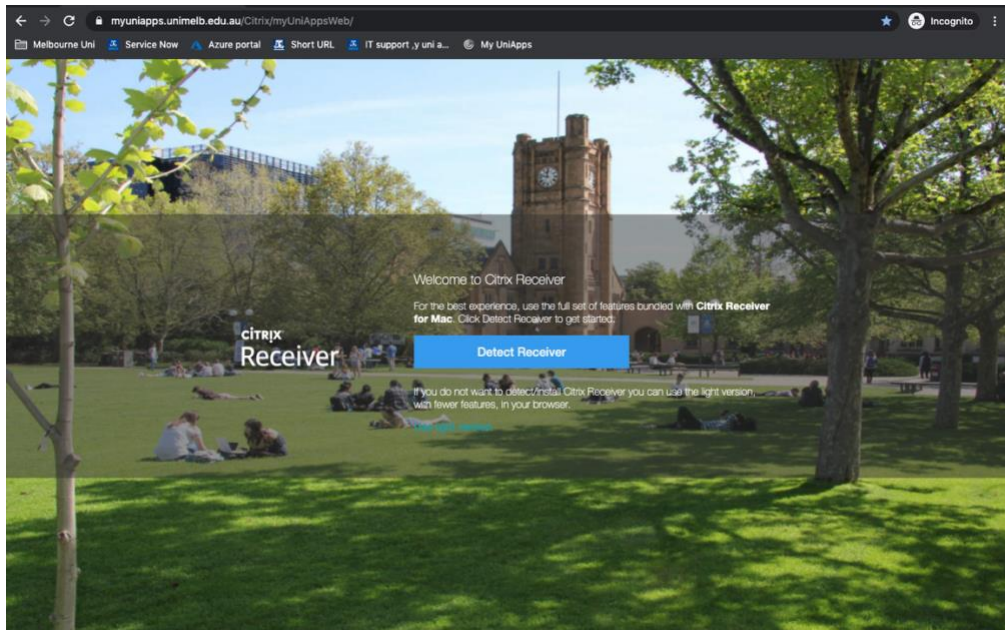 myuniapps.unimelb.edu.au/Citrix/myUniAppsWeb/
Incognito
Melbourne Uni Service Now Azure portal Short URL IT support ,y uni a... My UniApps
Welcome to Citrix Receiver
For the best experience, use the full set of features bundled with Citrix Receiver
for Mac. Click Detect Receiver to get started.
CITRIX
Receiver
Detect Receiver
If you do not want to detect/install Citrix Receiver you can use the light version,
with fewer features, in your browser.